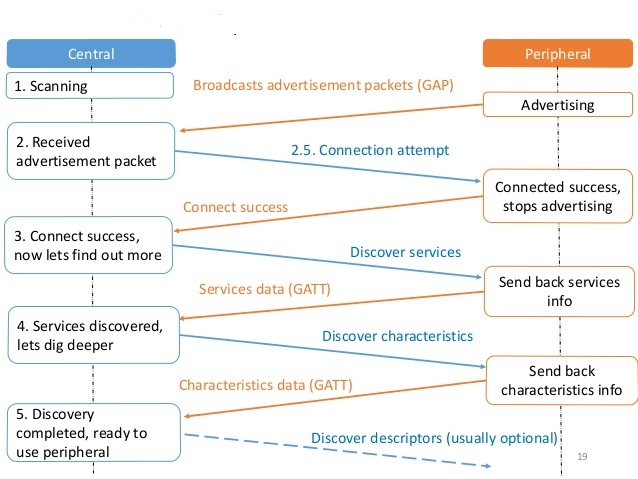 Central
Peripheral
1. Scanning
Broadcasts advertisement packets (GAP)
Advertising
2. Received
advertisement packet
2.5. Connection attempt
Connected success,
stops advertising
Connect success
3. Connect success,
now lets find out more
Discover services
Send back services
info
Services data (GATT)
4. Services discovered,
lets dig deeper
Discover characteristics
Send back
characteristics info
Characteristics data (GATT)
5. Discovery
completed, ready to
use peripheral
Discover descriptors (usually optional)
19